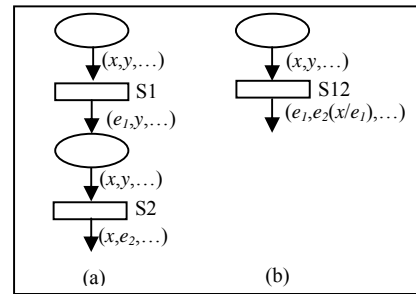 (x,y,…)
S1
(e1,y,…)
(x,y,…)
S2
(x,e2,…)
(a)
(x,y,…)
S12
(e1,e2(x/e1),…)
(b)